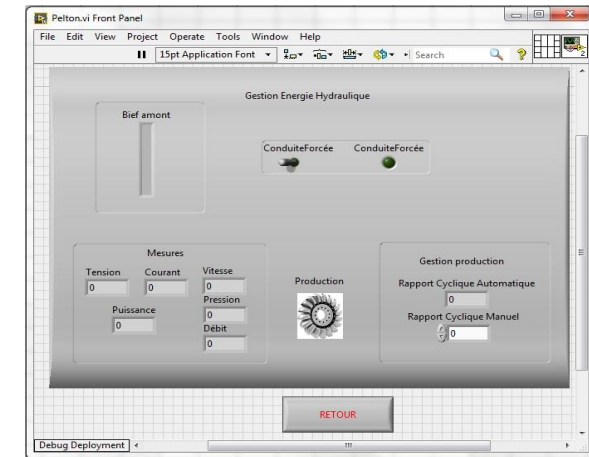 Pelton.vi Front Panel
File Edit View Project Operate Tools Window Help
15pt Application Font Search
2
Gestion Energie Hydraulique
Bief amont
ConduiteForcée ConduiteForcée
Mesures
Tension Courant Vitesse
0 0 0
Puissance Pression
0 0
Débit
0
Production
Gestion production
Rapport Cyclique Automatique
0
Rapport Cyclique Manuel
0
RETOUR
Debug Deployment